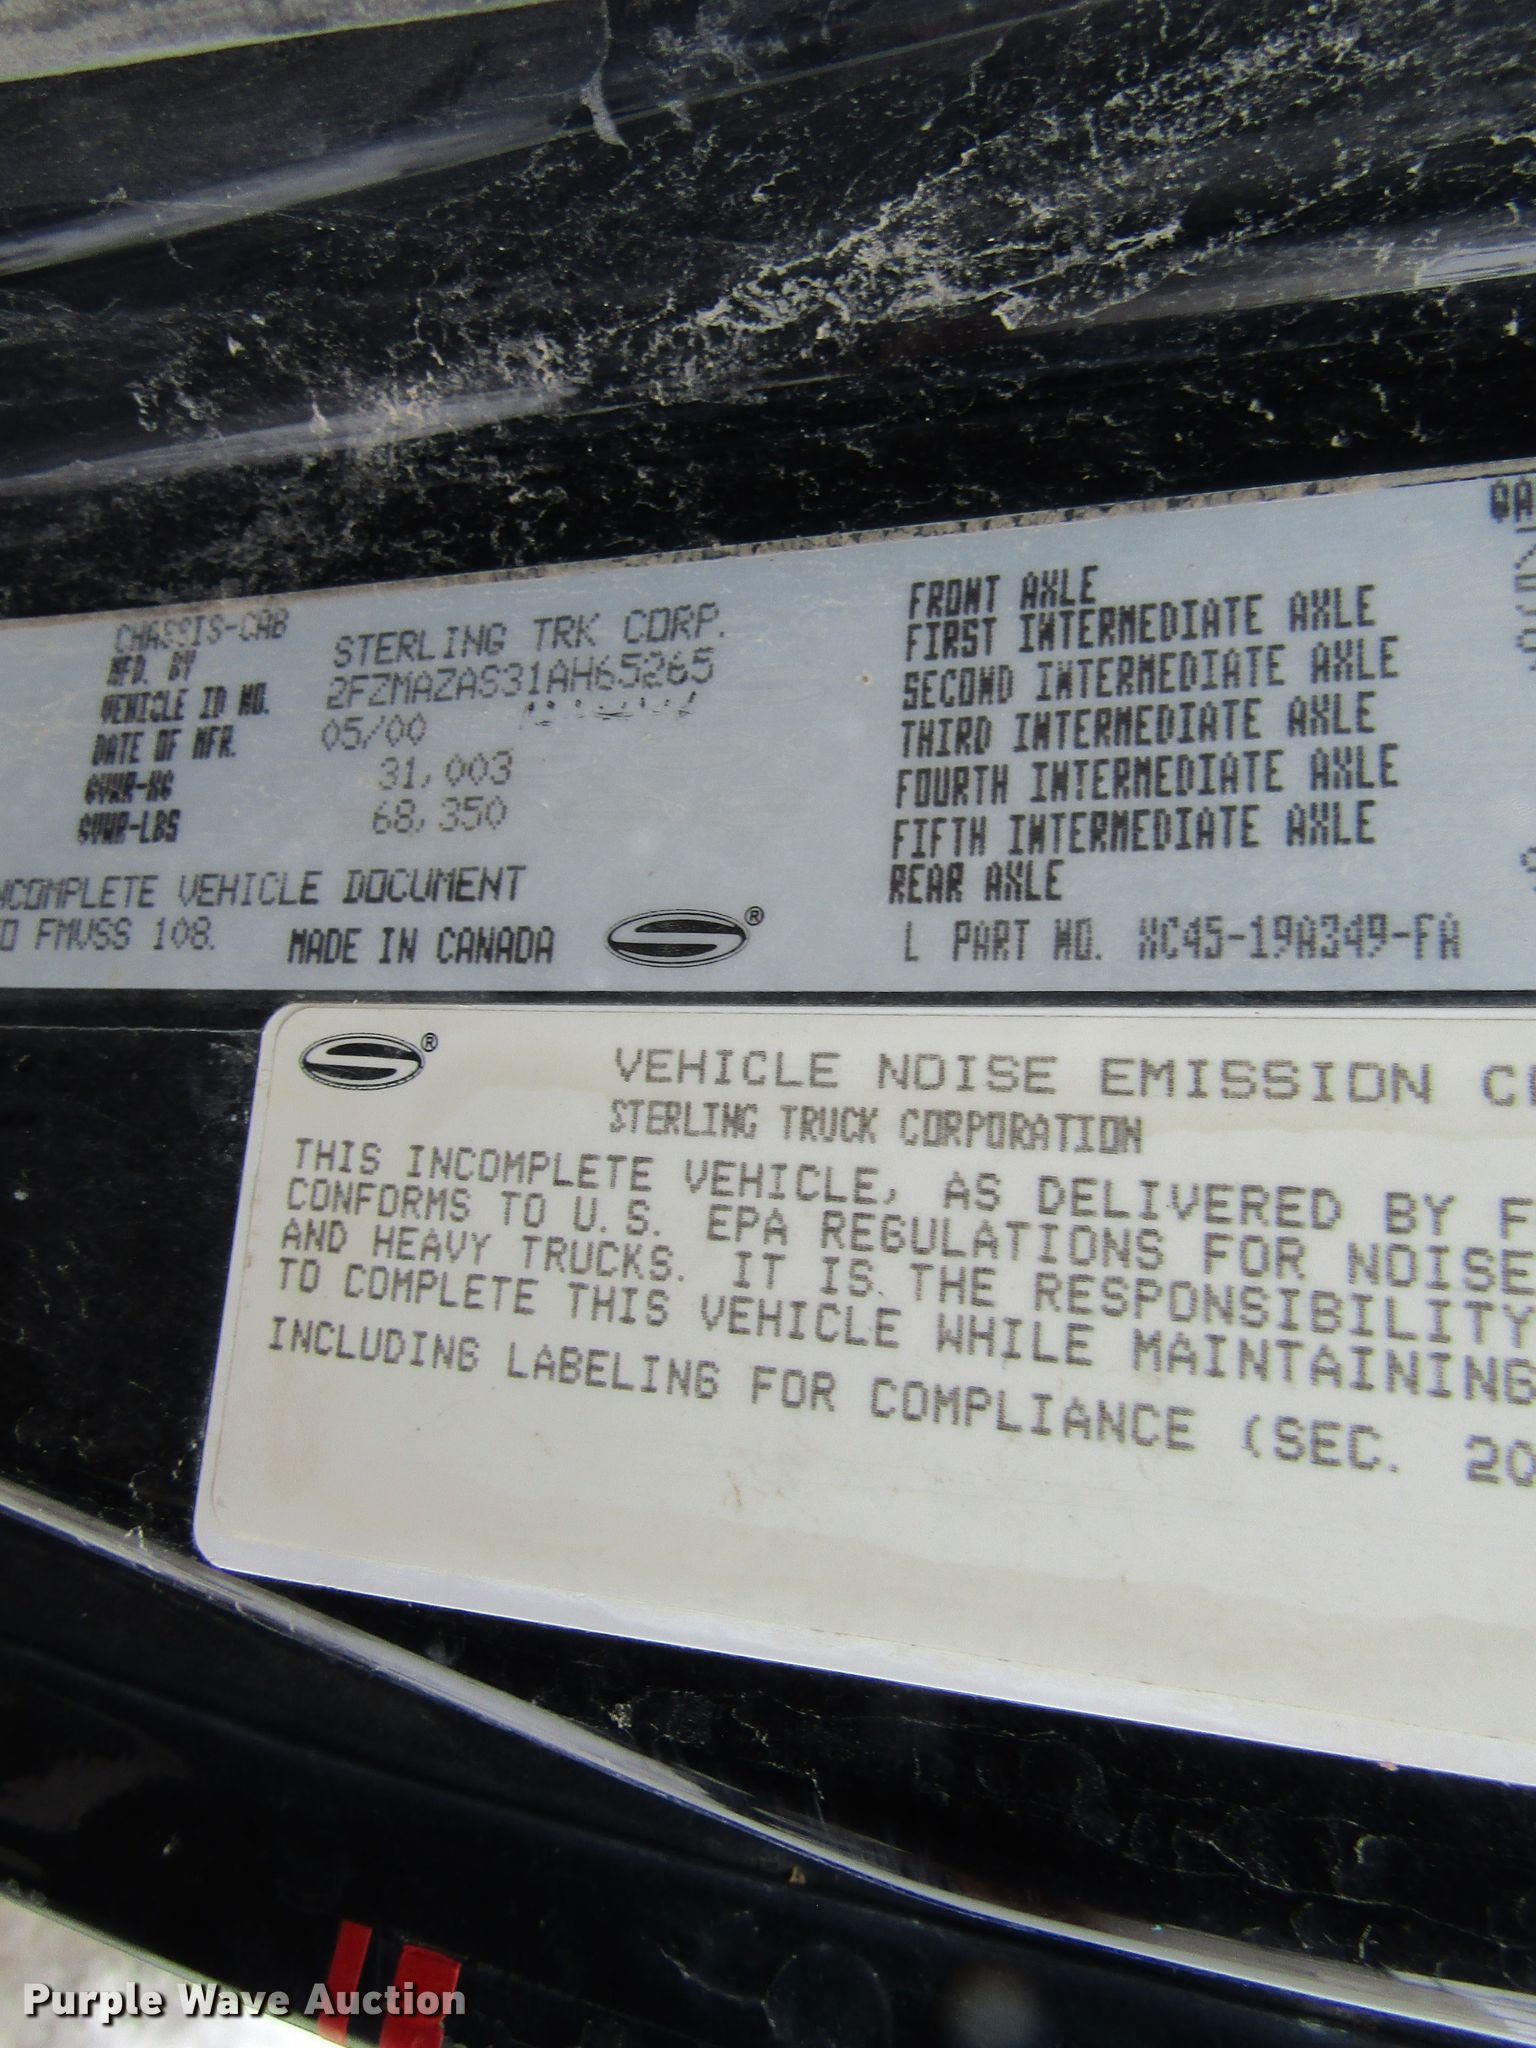 CHASSIS-CAB
MFD. BY STERLING TRK CORP.
VEHICLE ID NO. 2FZMAZAS31AH65265
DATE OF MFR. 05/00
GVWR-KG 31,003
GVWR-LBS 68,350
INCOMPLETE VEHICLE DOCUMENT
TO FMVSS 108. MADE IN CANADA
FRONT AXLE
FIRST INTERMEDIATE AXLE
SECOND INTERMEDIATE AXLE
THIRD INTERMEDIATE AXLE
FOURTH INTERMEDIATE AXLE
FIFTH INTERMEDIATE AXLE
REAR AXLE
L PART NO. XC45-19A349-FA
VEHICLE NOISE EMISSION
STERLING TRUCK CORPORATION
THIS INCOMPLETE VEHICLE, AS DELIVERED BY F
CONFORMS TO U.S. EPA REGULATIONS FOR NOISE
AND HEAVY TRUCKS. IT IS THE RESPONSIBILITY
TO COMPLETE THIS VEHICLE WHILE MAINTAINING
INCLUDING LABELING FOR COMPLIANCE (SEC. 20
Purple Wave Auction